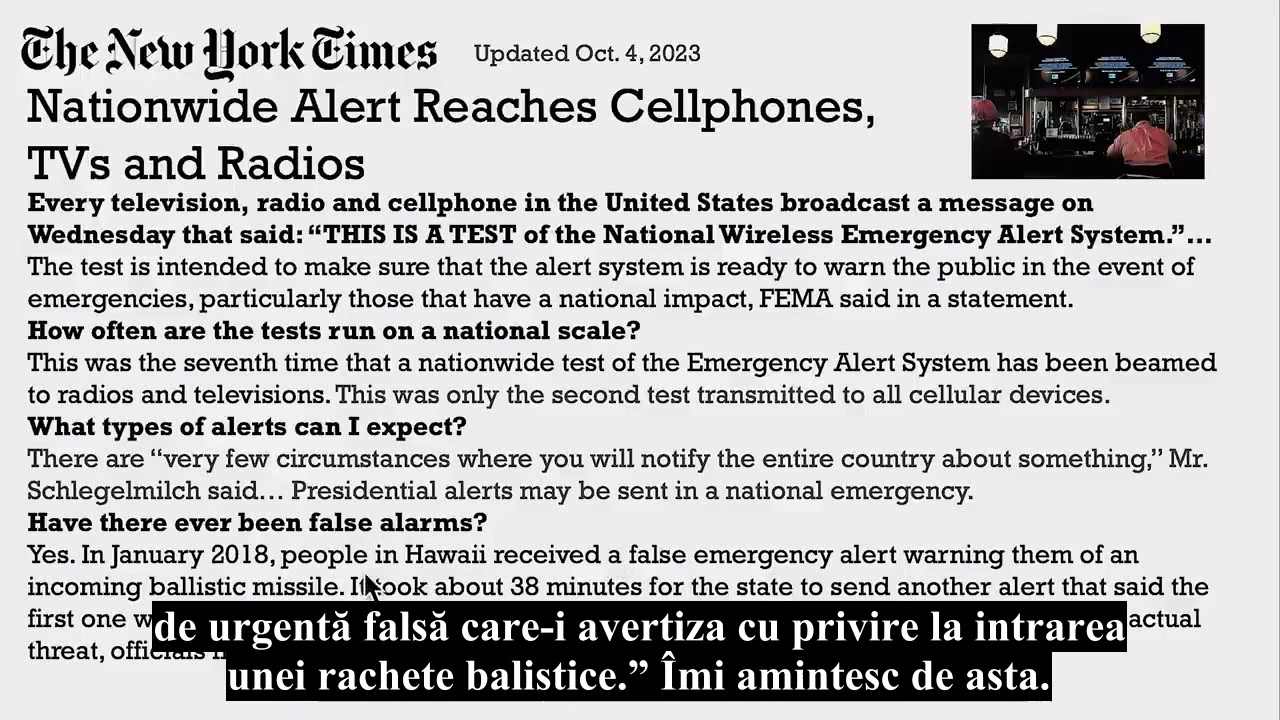 The New York Times Updated Oct. 4, 2023
Nationwide Alert Reaches Cellphones,
TVs and Radios
Every television, radio and cellphone in the United States broadcast a message on
Wednesday that said: “THIS IS A TEST of the National Wireless Emergency Alert System.”...
The test is intended to make sure that the alert system is ready to warn the public in the event of
emergencies, particularly those that have a national impact, FEMA said in a statement.
How often are the tests run on a national scale?
This was the seventh time that a nationwide test of the Emergency Alert System has been beamed
to radios and televisions. This was only the second test transmitted to all cellular devices.
What types of alerts can I expect?
There are “very few circumstances where you will notify the entire country about something,” Mr.
Schlegelmilch said... Presidential alerts may be sent in a national emergency.
Have there ever been false alarms?
Yes. In January 2018, people in Hawaii received a false emergency alert warning them of an
incoming ballistic missile. It took about 38 minutes for the state to send another alert that said the
first one actual
threat,
de urgentă falsă care-i avertiza cu privire la intrarea
unei rachete balistice.” Îmi amintesc de asta.